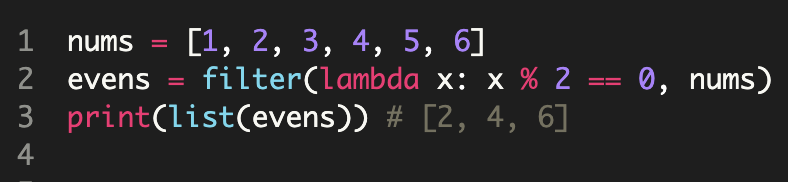 1 nums = [1, 2, 3, 4, 5, 6]
2 evens = filter(lambda x: x % 2 == 0, nums)
3 print(list(evens)) # [2, 4, 6]
4